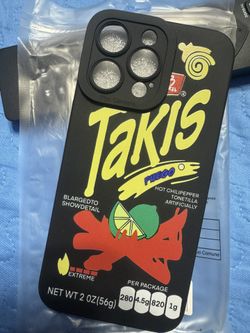 TAKIS
FUEGO
HOT CHILIPEPPER
TONETILLA
ARTIFICIALLY
BLARGEDTO
SHOWDETAIL
EXTREME
PER PACKAGE
280 4.5g 820 1g
NET WT 2 OZ(56g)